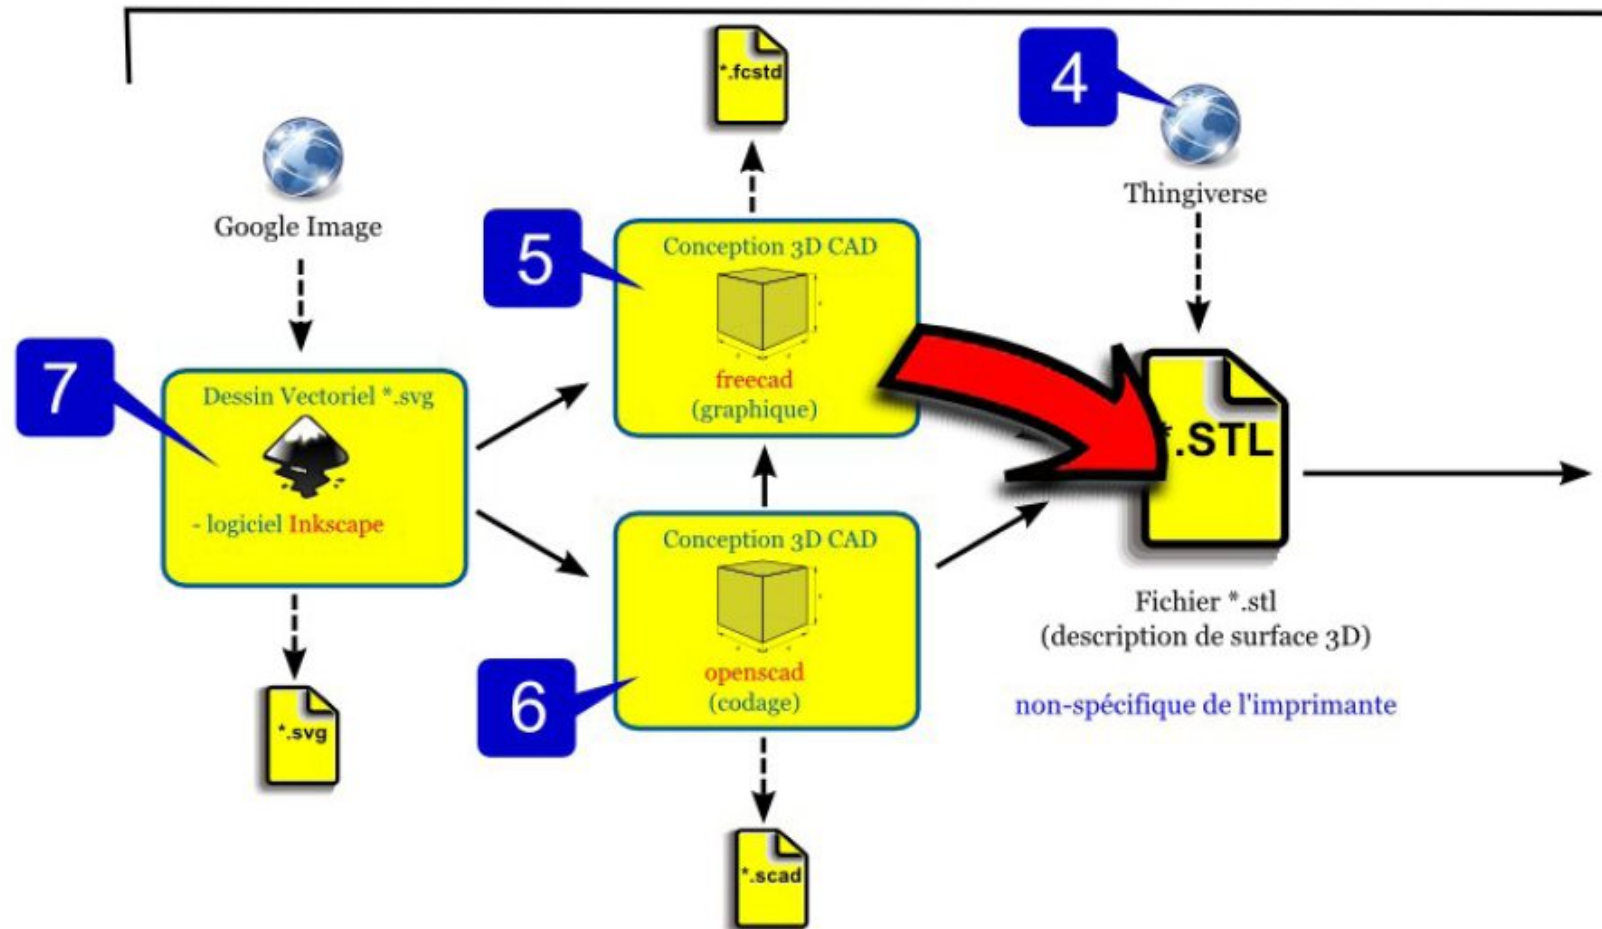 *.fcstd
4
Google Image
Thingiverse
5
Conception 3D CAD
freecad
(graphique)
7
Dessin Vectoriel *.svg
- logiciel Inkscape
*.STL
Conception 3D CAD
openscad
(codage)
6
Fichier *.stl
(description de surface 3D)
non-spécifique de l'imprimante
*.svg
*.scad